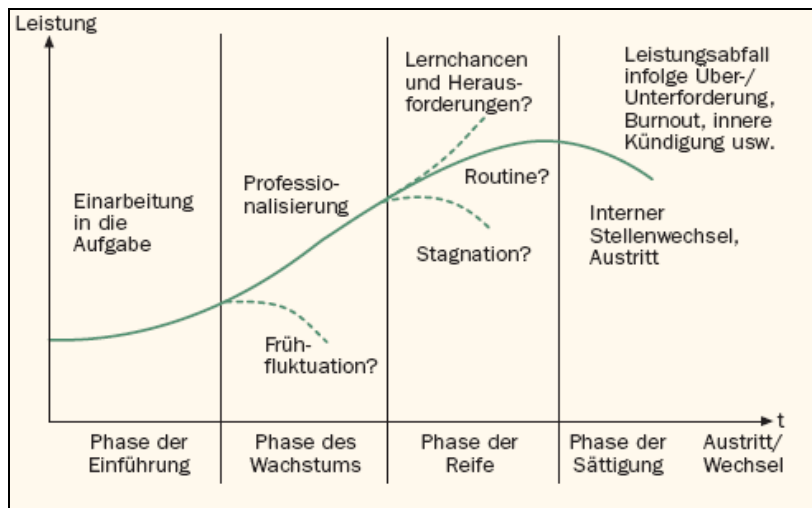 Leistung
Lernchancen
und Heraus-
forderungen?
Leistungsabfall
infolge Über-/
Unterforderung,
Burnout, innere
Kündigung usw.
Einarbeitung
in die
Aufgabe
Professio-
nalisierung
Routine?
Interner
Stellenwechsel,
Austritt
Stagnation?
Früh-
fluktuation?
t
Phase der
Einführung
Phase des
Wachstums
Phase der
Reife
Phase der
Sättigung
Austritt/
Wechsel